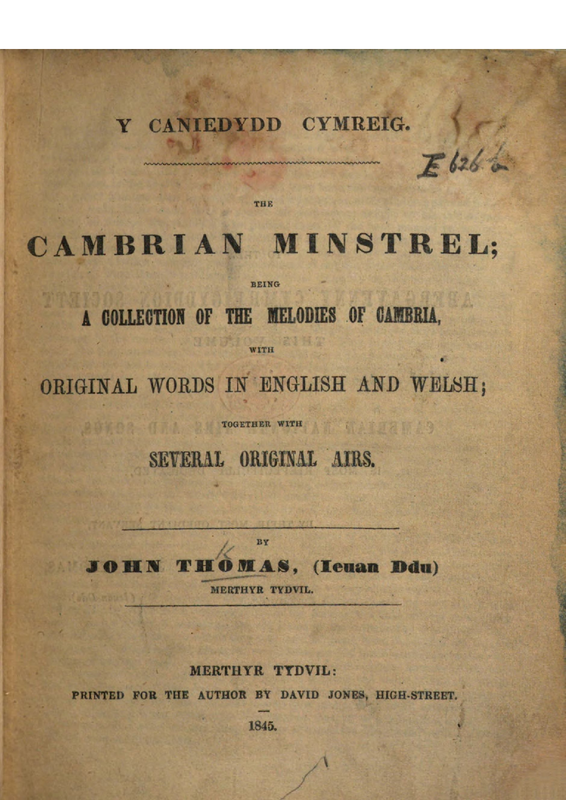 Y CANIEDYDD CYMREIG.
E 626
THE
CAMBRIAN MINSTREL;
BEING
A COLLECTION OF THE MELODIES OF CAMBRIA,
WITH
ORIGINAL WORDS IN ENGLISH AND WELSH;
TOGETHER WITH
SEVERAL ORIGINAL AIRS.
BY
JOHN THOMAS, (Ieuan Ddu)
MERTHYR TYDVIL.
MERTHYR TYDVIL:
PRINTED FOR THE AUTHOR BY DAVID JONES, HIGH-STREET.
1845.